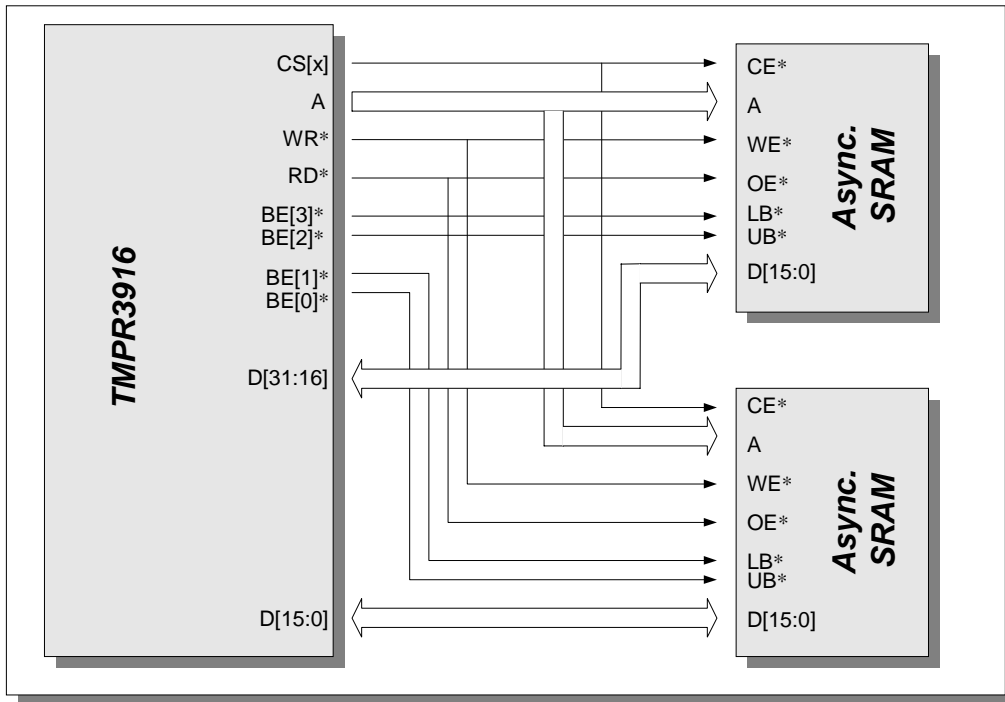 TMPR3916
CS[x]
A
WR*
RD*
BE[3]*
BE[2]*
BE[1]*
BE[0]*
D[31:16]
D[15:0]
CE*
A
WE*
OE*
LB*
UB*
D[15:0]
Async.
SRAM
CE*
A
WE*
OE*
LB*
UB*
D[15:0]
Async.
SRAM